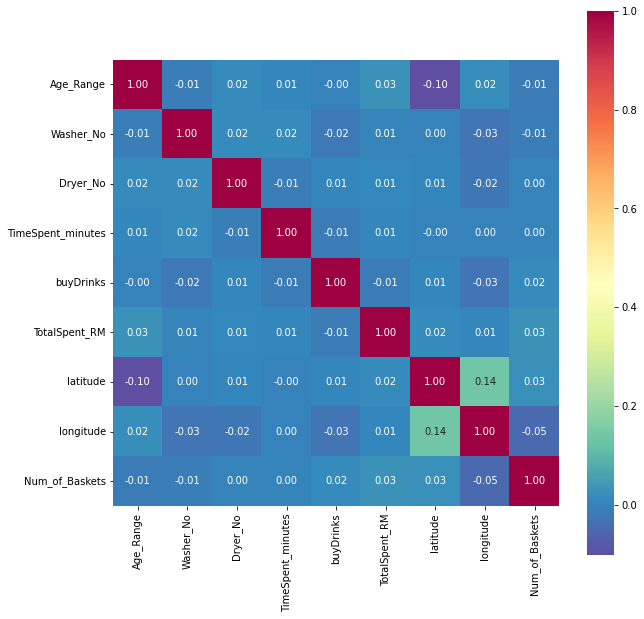 1.0
Age_Range 1.00 -0.01 0.02 0.01 -0.00 0.03 -0.10 0.02 -0.01
Washer_No -0.01 1.00 0.02 0.02 -0.02 0.01 0.00 -0.03 -0.01
0.8
Dryer_No 0.02 0.02 1.00 -0.01 0.01 0.01 0.01 -0.02 0.00
0.6
TimeSpent_minutes 0.01 0.02 -0.01 1.00 -0.01 0.01 -0.00 0.00 0.00
buyDrinks -0.00 -0.02 0.01 -0.01 1.00 -0.01 0.01 -0.03 0.02
0.4
TotalSpent_RM 0.03 0.01 0.01 0.01 -0.01 1.00 0.02 0.01 0.03
latitude -0.10 0.00 0.01 -0.00 0.01 0.02 1.00 0.14 0.03
0.2
longitude 0.02 -0.03 -0.02 0.00 -0.03 0.01 0.14 1.00 -0.05
Num_of_Baskets -0.01 -0.01 0.00 0.00 0.02 0.03 0.03 -0.05 1.00
0.0
Age_Range
Washer_No
Dryer_No
TimeSpent_minutes
buyDrinks
TotalSpent_RM
latitude
longitude
Num_of_Baskets